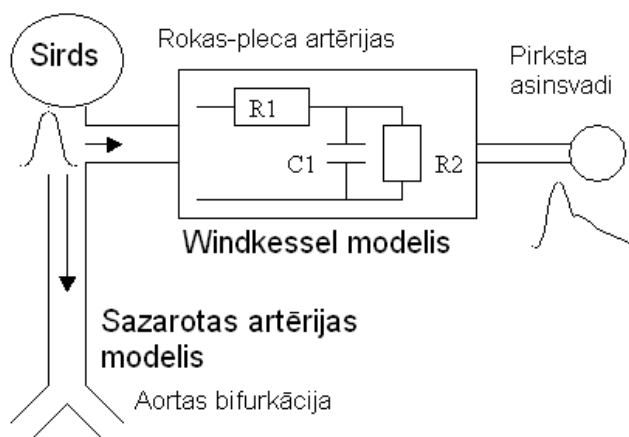 Sirds
Rokas-pleca artērijas
Pirksta
asinsvadi
R1
C1
R2
Windkessel modelis
Sazarotas artērijas
modelis
Aortas bifurkācija